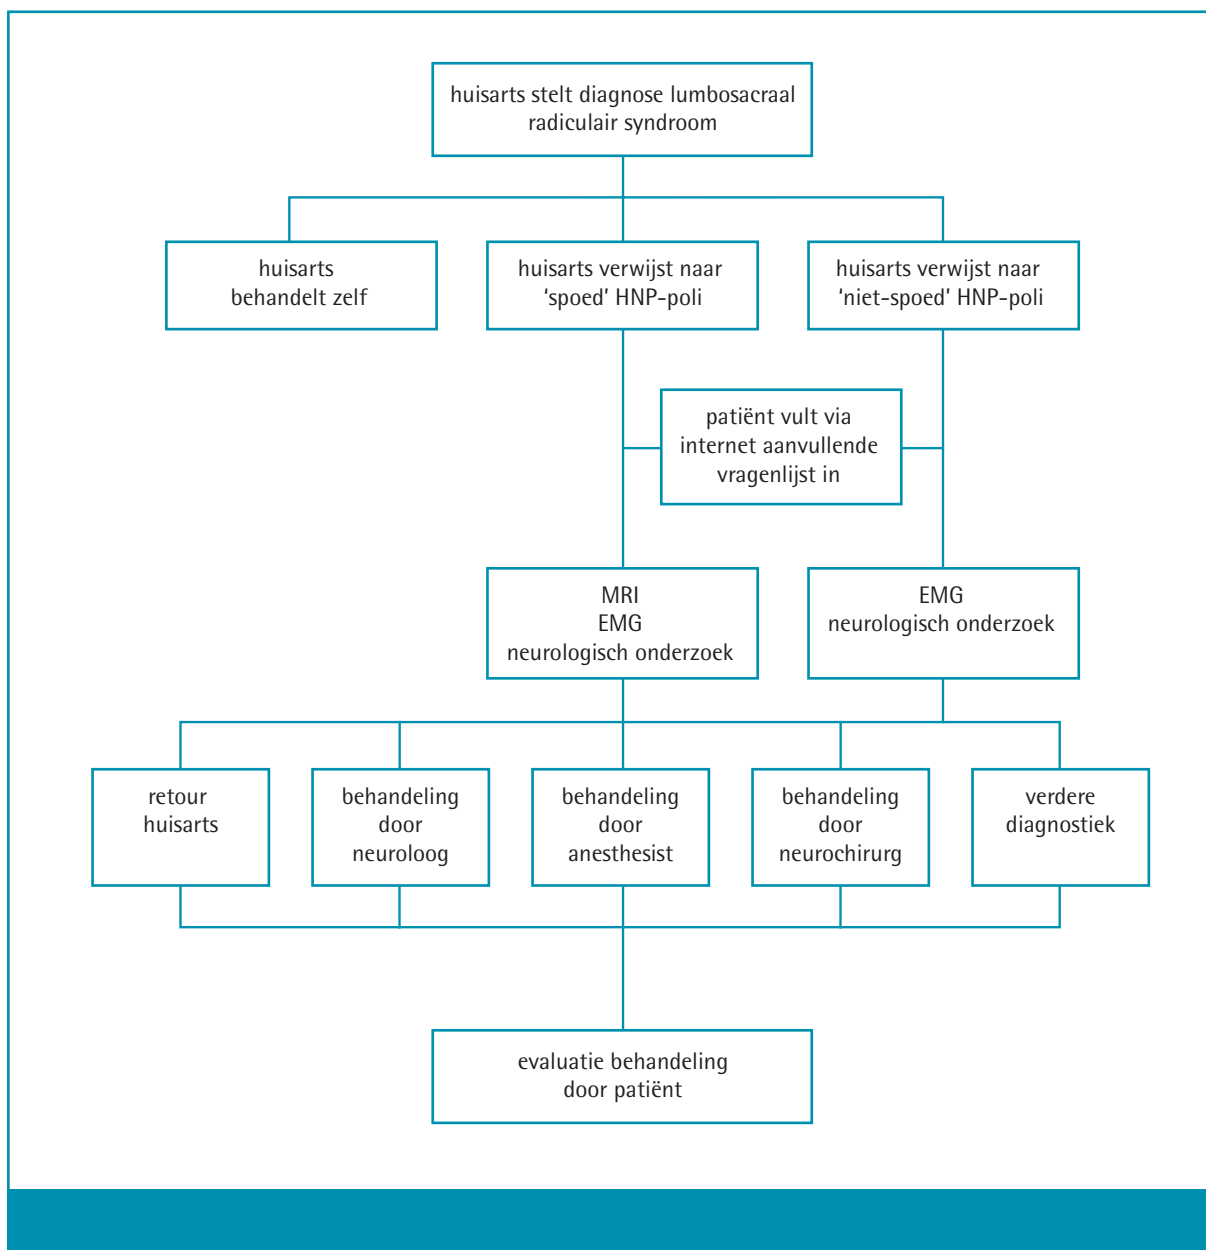 huisarts stelt diagnose lumbosacraal
radiculair syndroom
huisarts
behandelt zelf
huisarts verwijst naar
‘spoed’ HNP-poli
huisarts verwijst naar
‘niet-spoed’ HNP-poli
patiënt vult via
internet aanvullende
vragenlijst in
MRI
EMG
neurologisch onderzoek
EMG
neurologisch onderzoek
retour
huisarts
behandeling
door
neuroloog
behandeling
door
anesthesist
behandeling
door
neurochirurg
verdere
diagnostiek
evaluatie behandeling
door patiënt